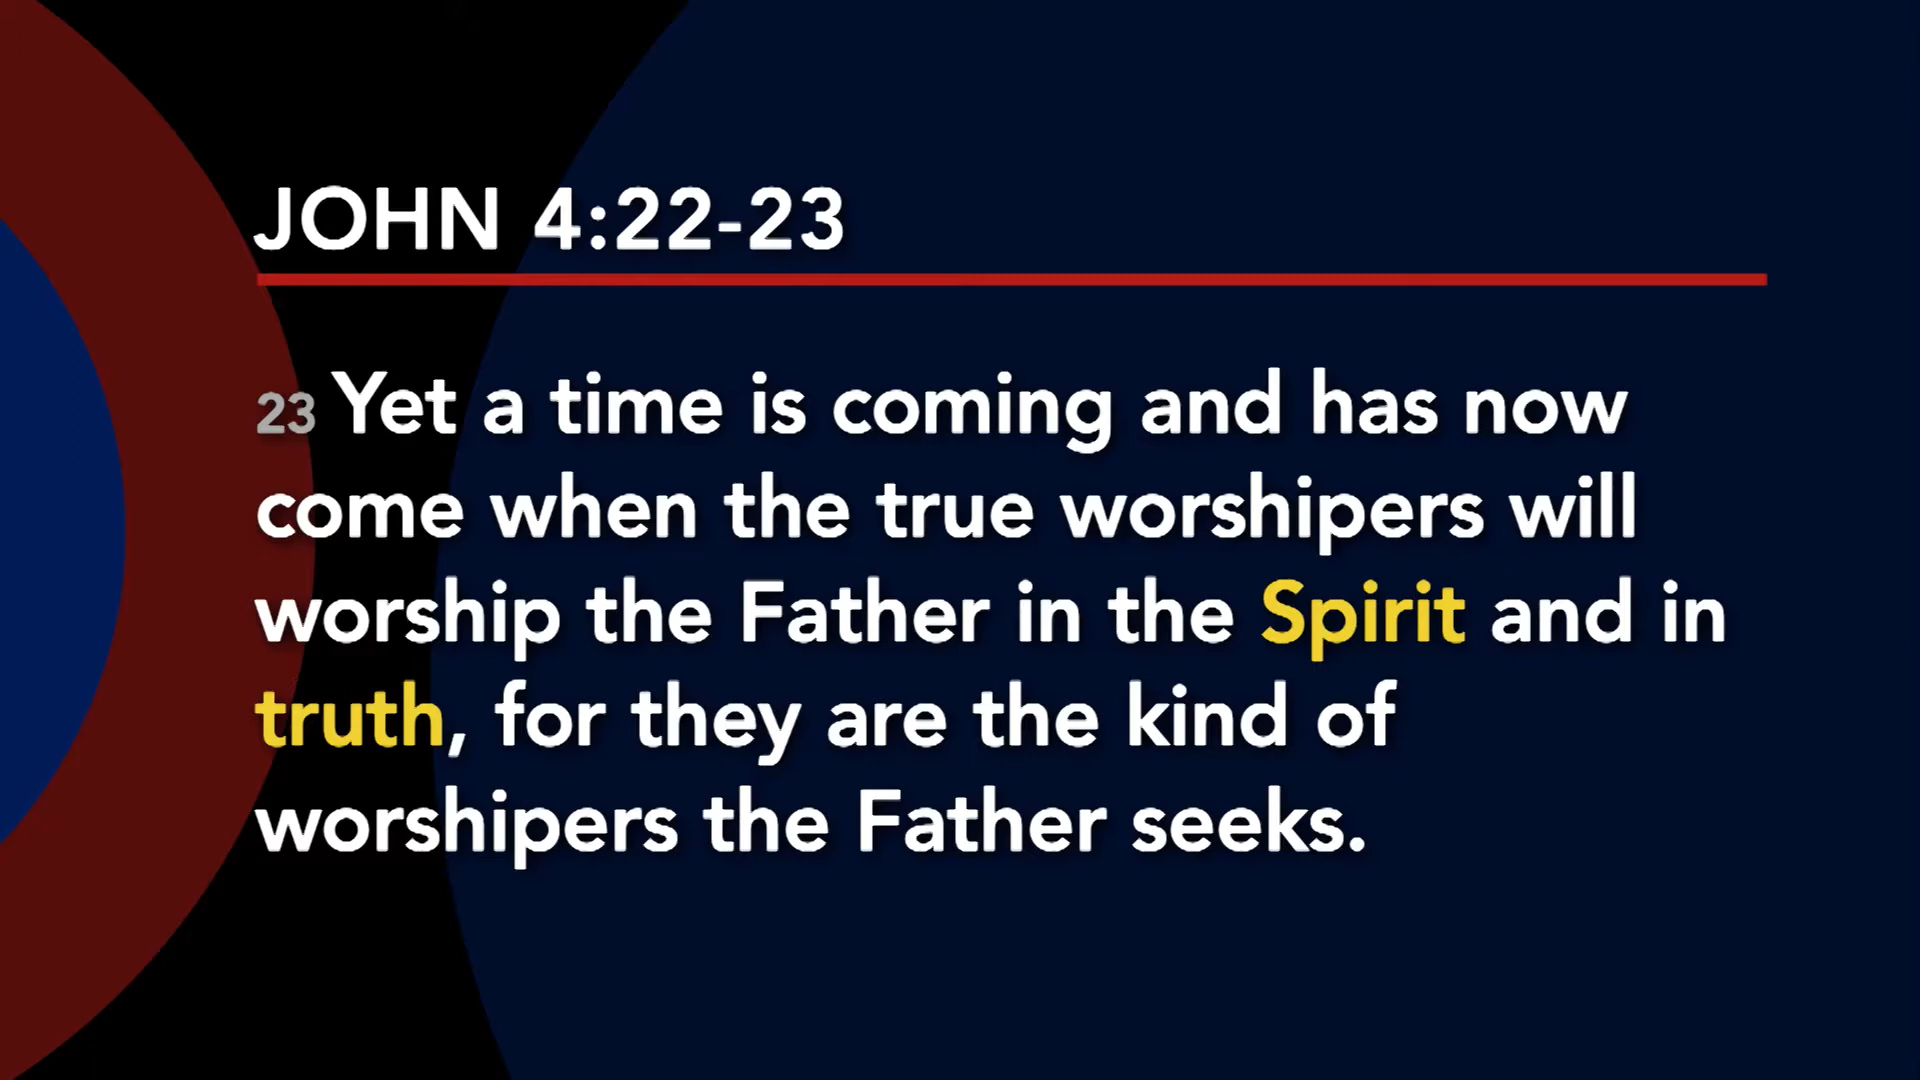 JOHN 4:22-23
23 Yet a time is coming and has now
come when the true worshipers will
worship the Father in the Spirit and in
truth, for they are the kind of
worshipers the Father seeks.